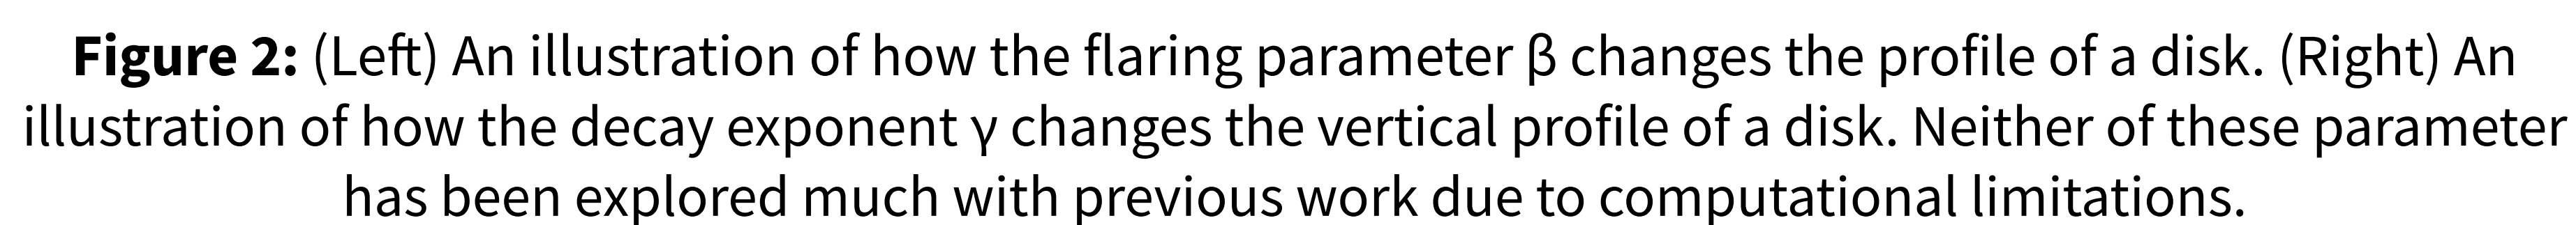 Figure 2: (Left) An illustration of how the flaring parameter β changes the profile of a disk. (Right) An
illustration of how the decay exponent γ changes the vertical profile of a disk. Neither of these parameter
has been explored much with previous work due to computational limitations.